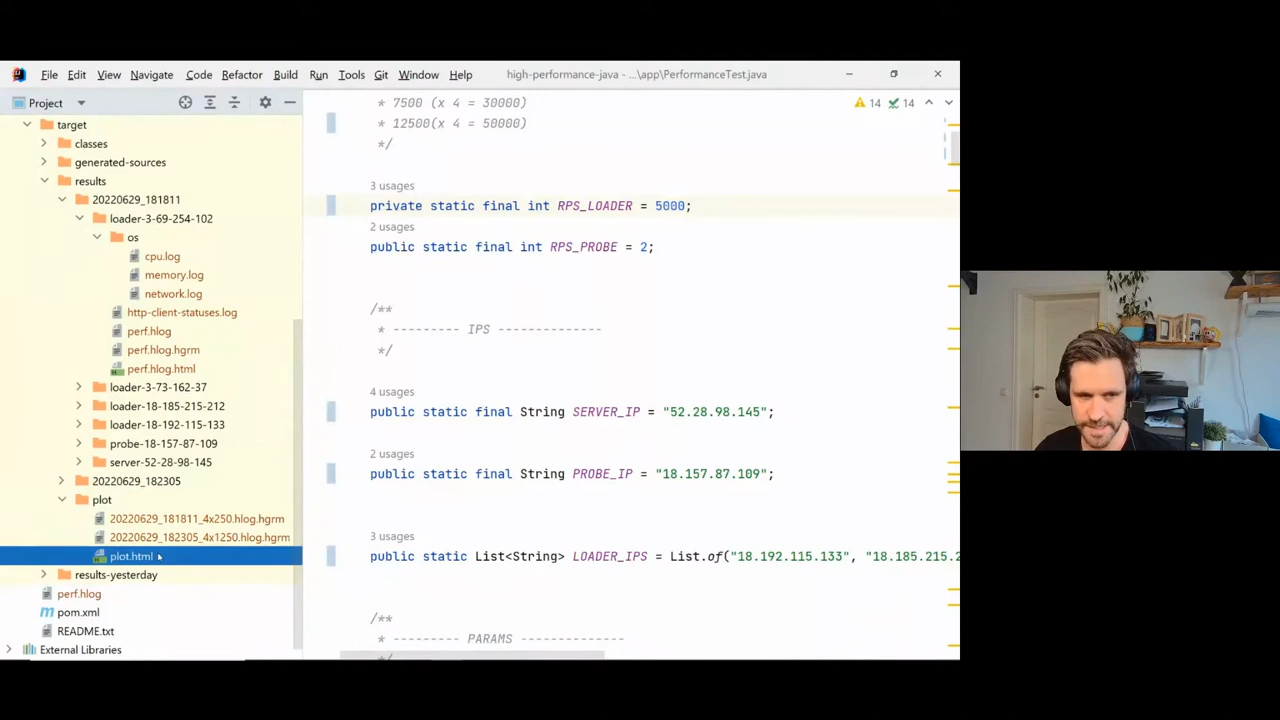 File Edit View Navigate Code Refactor Build Run Tools Git Window Help high-performance-java - ...\app\PerformanceTest.java
Project
target
classes
generated-sources
results
20220629_181811
loader-3-69-254-102
os
cpu.log
memory.log
network.log
http-client-statuses.log
perf.hlog
perf.hlog.hgrm
perf.hlog.html
loader-3-73-162-37
loader-18-185-215-212
loader-18-192-115-133
probe-18-157-87-109
server-52-28-98-145
20220629_182305
plot
20220629_181811_4x250.hlog.hgrm
20220629_182305_4x1250.hlog.hgrm
plot.html
results-yesterday
perf.hlog
pom.xml
README.txt
External Libraries
14 14
* 7500 (x 4 = 30000)
* 12500(x 4 = 50000)
*/
3 usages
private static final int RPS_LOADER = 5000;
2 usages
public static final int RPS_PROBE = 2;
/**
* --------- IPS -------------
*/
4 usages
public static final String SERVER_IP = "52.28.98.145";
2 usages
public static final String PROBE_IP = "18.157.87.109";
3 usages
public static List<String> LOADER_IPS = List.of("18.192.115.133", "18.185.215.2
/**
* --------- PARAMS -------------
*/